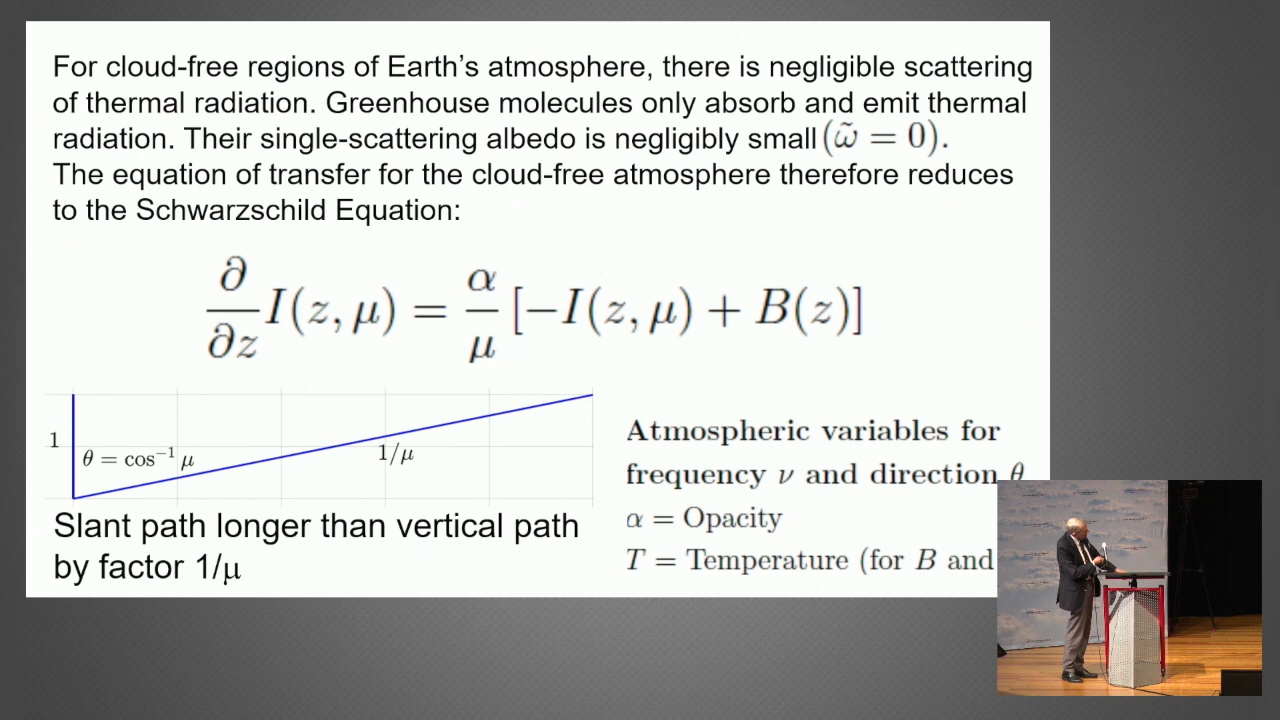 For cloud-free regions of Earth’s atmosphere, there is negligible scattering
of thermal radiation. Greenhouse molecules only absorb and emit thermal
radiation. Their single-scattering albedo is negligibly small (ω̃ = 0).
The equation of transfer for the cloud-free atmosphere therefore reduces
to the Schwarzschild Equation:
∂/∂z I(z, μ) = α/μ [−I(z, μ) + B(z)]
1
θ = cos⁻¹ μ
1/μ
Slant path longer than vertical path
by factor 1/μ
Atmospheric variables for
frequency ν and direction θ
α = Opacity
T = Temperature (for B and